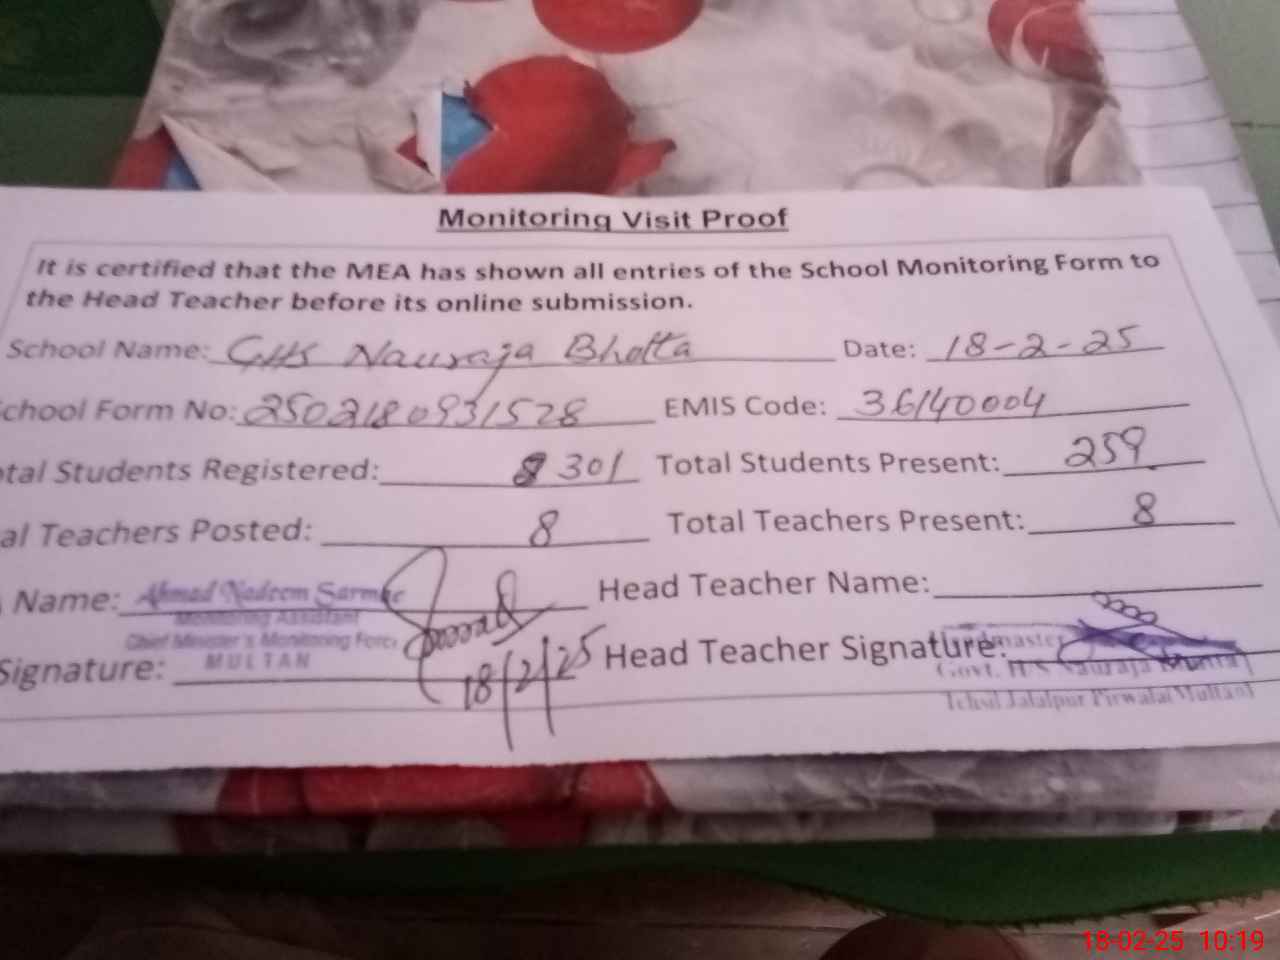 Monitoring Visit Proof
It is certified that the MEA has shown all entries of the School Monitoring Form to
the Head Teacher before its online submission.
School Name: GHS Nauraja Bhutta Date: 18-2-25
chool Form No: 2502180931528 EMIS Code: 36140004
tal Students Registered: 301 Total Students Present: 259
al Teachers Posted: 8 Total Teachers Present: 8
Name: Ahmad Nadeem Head Teacher Name:
Monitoring Assistant
Chief Minister's Monitoring Force
Signature: MULTAN 18/2/25 Head Teacher Signature: Headmaster
Govt. H/S Nauraja
Tehsil Jalalpur Pirwala(Multan)
18-02-25 10:19